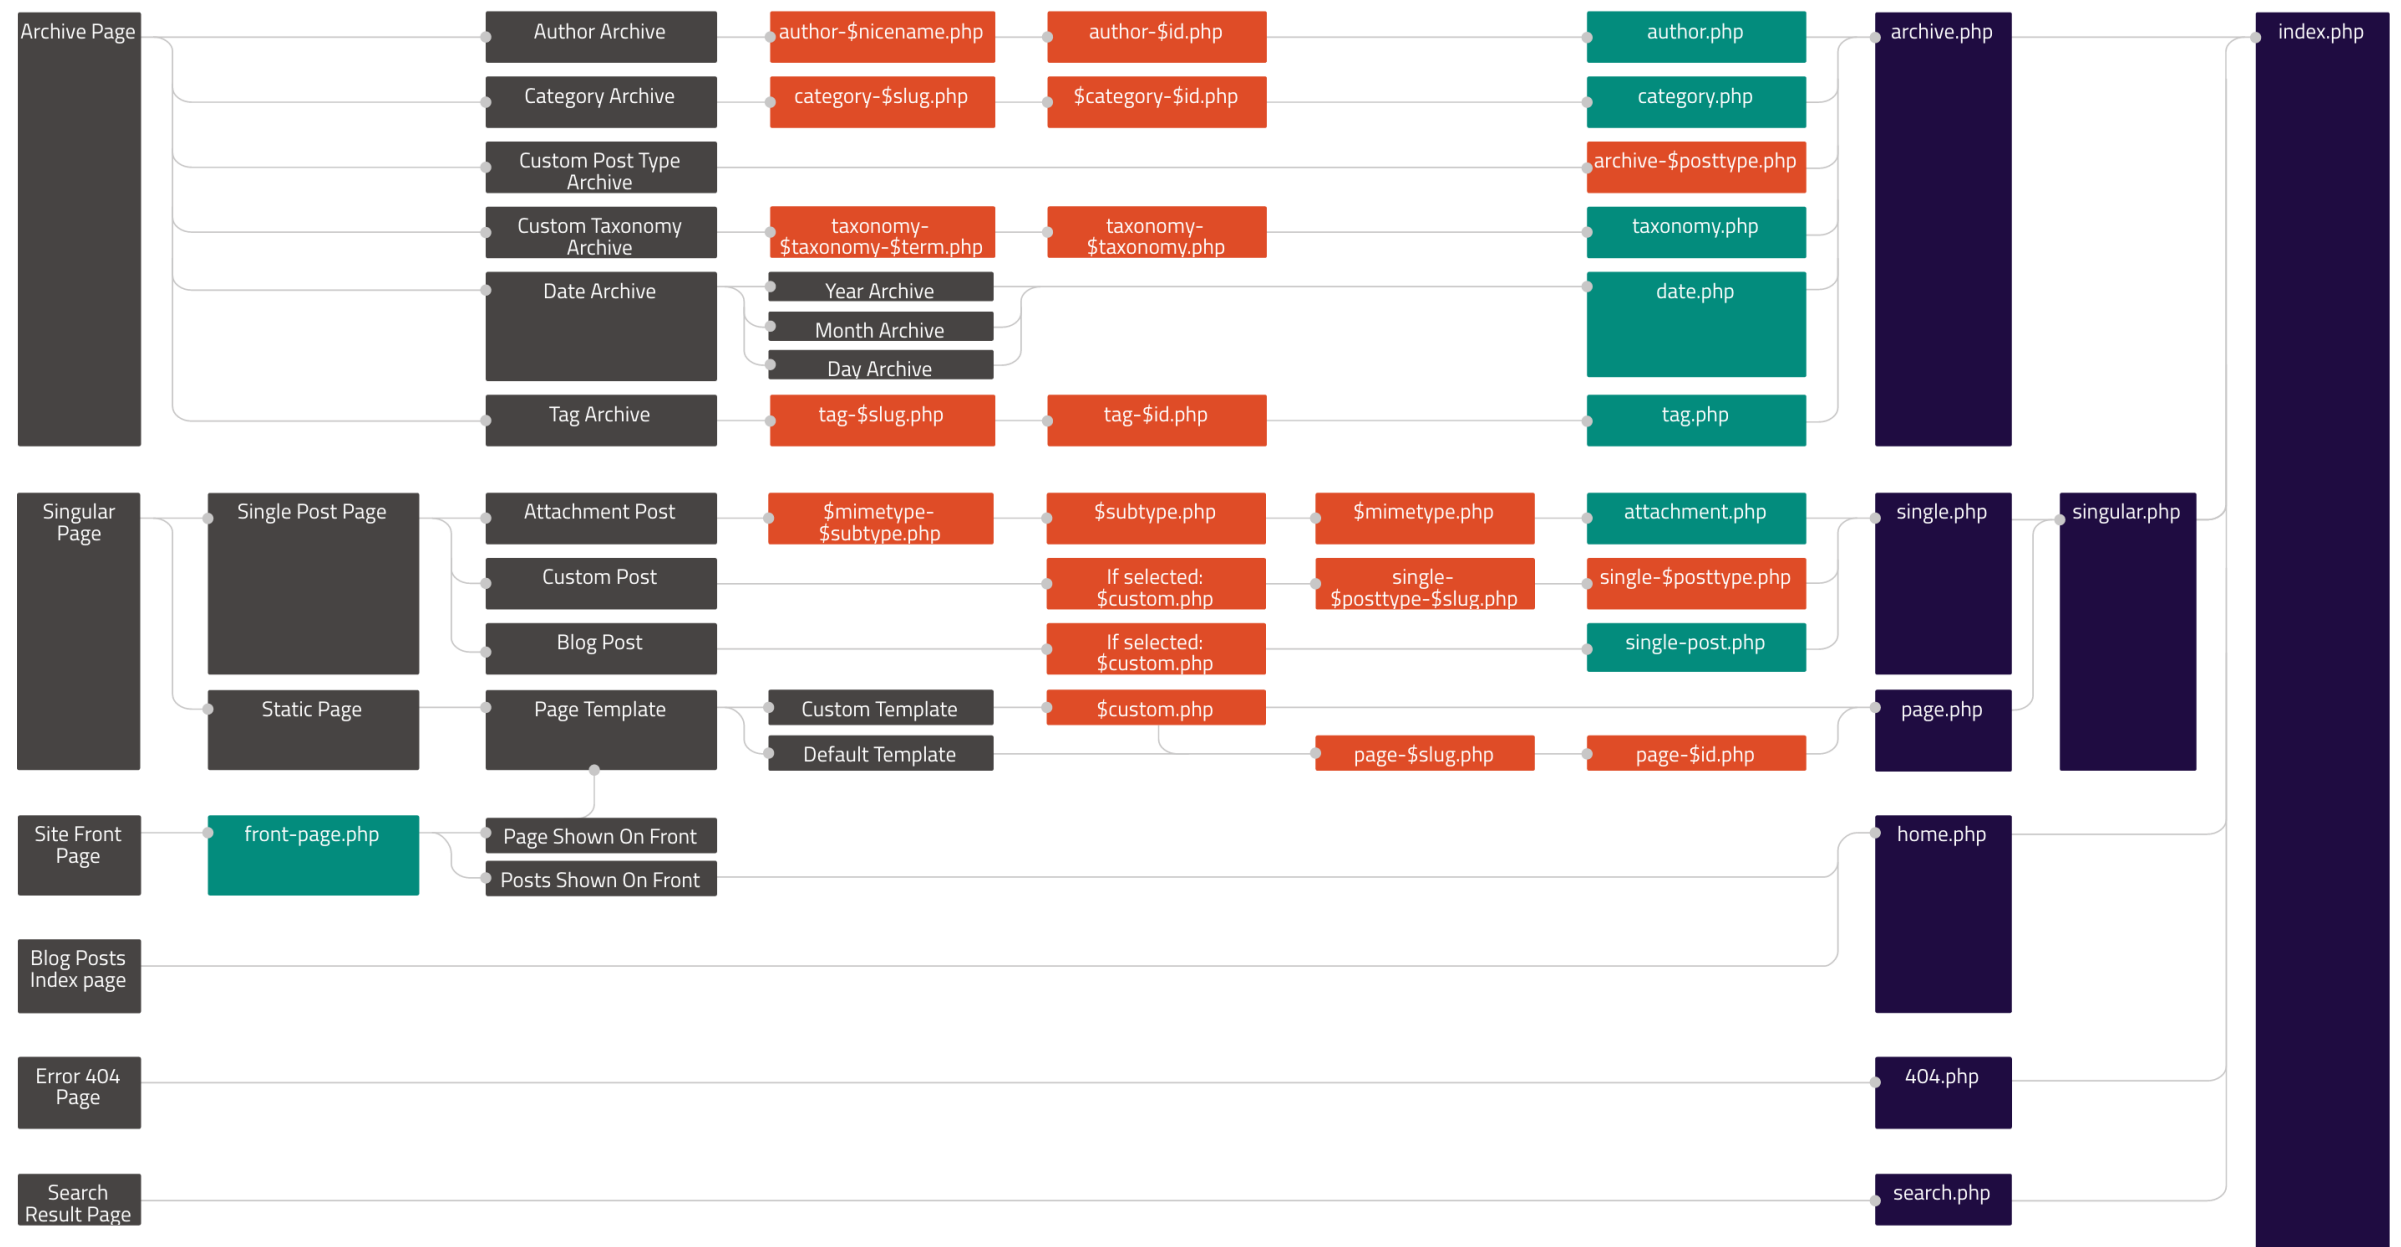 Archive Page
Author Archive
author-$nicename.php
author-$id.php
author.php
archive.php
index.php
Category Archive
category-$slug.php
$category-$id.php
category.php
Custom Post Type
Archive
archive-$posttype.php
Custom Taxonomy
Archive
taxonomy-
$taxonomy-$term.php
taxonomy-
$taxonomy.php
taxonomy.php
Date Archive
Year Archive
Month Archive
Day Archive
date.php
Tag Archive
tag-$slug.php
tag-$id.php
tag.php
Singular
Page
Single Post Page
Attachment Post
$mimetype-
$subtype.php
$subtype.php
$mimetype.php
attachment.php
single.php
singular.php
Custom Post
If selected:
$custom.php
single-
$posttype-$slug.php
single-$posttype.php
Blog Post
If selected:
$custom.php
single-post.php
Static Page
Page Template
Custom Template
$custom.php
page.php
Default Template
page-$slug.php
page-$id.php
Site Front
Page
front-page.php
Page Shown On Front
Posts Shown On Front
home.php
Blog Posts
Index page
Error 404
Page
404.php
Search
Result Page
search.php